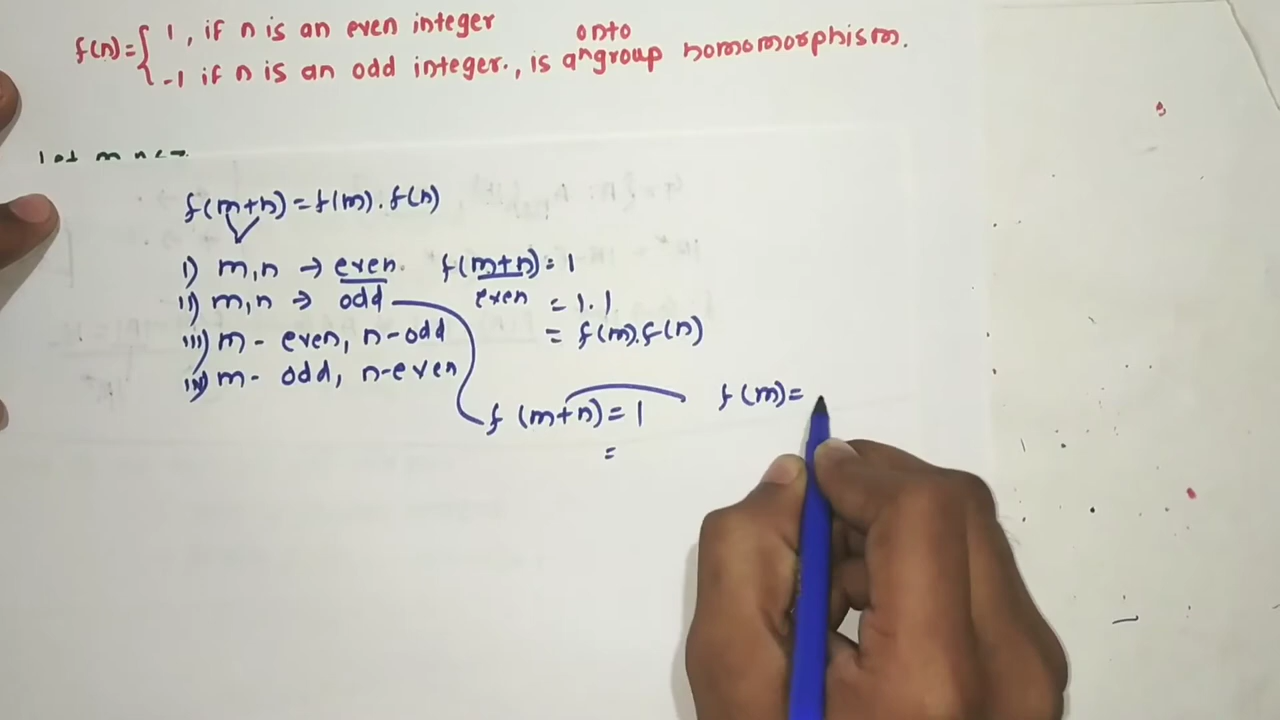 f(n)={ 1, if n is an even integer
onto
-1 if n is an odd integer., is a^ngroup homomorphism.
f(m+n)=f(m).f(n)
i) m,n → even. f(m+n)=1
even = 1.1
ii) m,n → odd
= f(m).f(n)
iii) m - even, n-odd
iv) m - odd, n-even
f (m+n)= 1 f(m)=
=